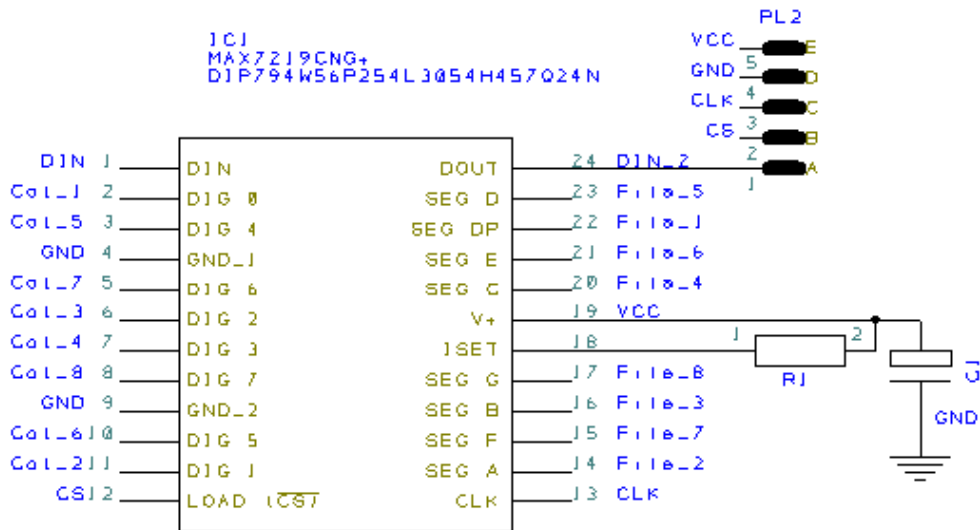 PL2
IC1
MAX7219CNG+
DIP794W56P254L3054H457Q24N
VCC E
GND 5 D
CLK 4 C
CS 3 B
2 A
1
DIN 1 DIN DOUT 24 DIN_2
Col_1 2 DIG 0 SEG D 23 Fila_5
Col_5 3 DIG 4 SEG DP 22 Fila_1
GND 4 GND_1 SEG E 21 Fila_6
Col_7 5 DIG 6 SEG C 20 Fila_4
Col_3 6 DIG 2 V+ 19 VCC
Col_4 7 DIG 3 ISET 18 1 2
R1 C1
Col_8 8 DIG 7 SEG G 17 Fila_8
GND 9 GND_2 SEG B 16 Fila_3 GND
Col_6 10 DIG 5 SEG F 15 Fila_7
Col_2 11 DIG 1 SEG A 14 Fila_2
CS 12 LOAD (CS) CLK 13 CLK